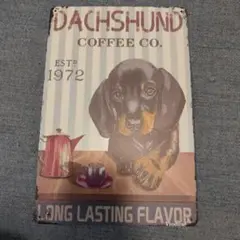 DACHSHUND
COFFEE CO.
ESTD
1972
LONG LASTING FLAVOR